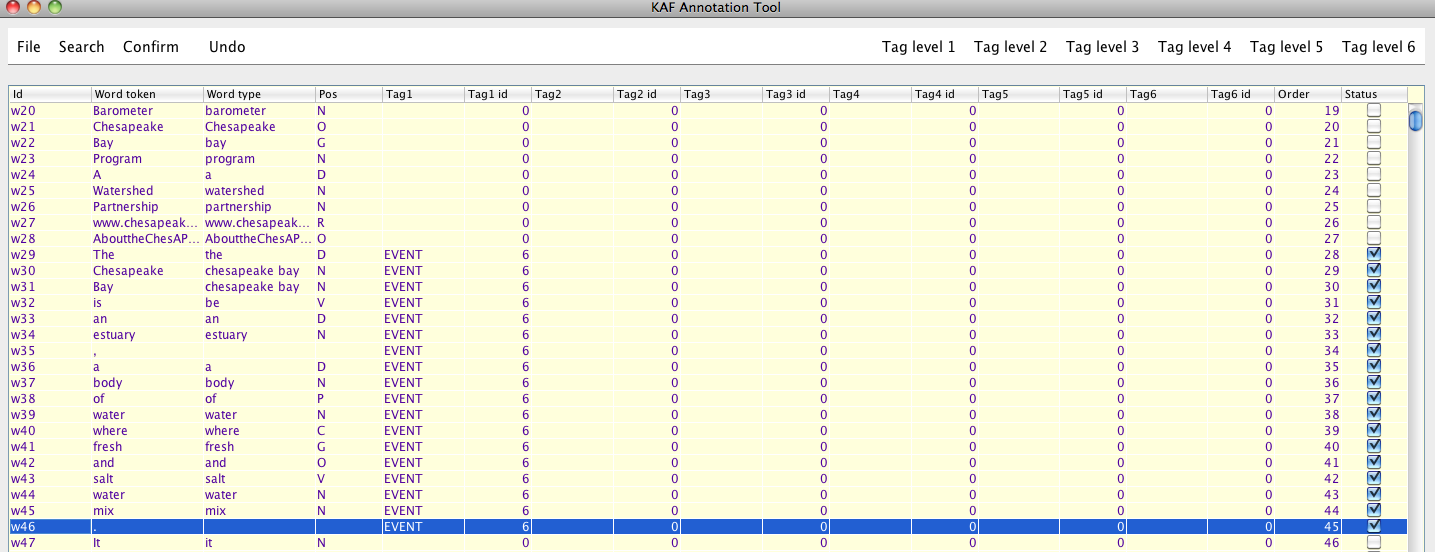 KAF Annotation Tool
File Search Confirm Undo Tag level 1 Tag level 2 Tag level 3 Tag level 4 Tag level 5 Tag level 6
Id Word token Word type Pos Tag1 Tag1 id Tag2 Tag2 id Tag3 Tag3 id Tag4 Tag4 id Tag5 Tag5 id Tag6 Tag6 id Order Status
w20 Barometer barometer N 0 0 0 0 0 0 19
w21 Chesapeake Chesapeake O 0 0 0 0 0 0 20
w22 Bay bay G 0 0 0 0 0 0 21
w23 Program program N 0 0 0 0 0 0 22
w24 A a D 0 0 0 0 0 0 23
w25 Watershed watershed N 0 0 0 0 0 0 24
w26 Partnership partnership N 0 0 0 0 0 0 25
w27 www.chesapeak... www.chesapeak... R 0 0 0 0 0 0 26
w28 AbouttheChesAP... AbouttheChesAP... O 0 0 0 0 0 0 27
w29 The the D EVENT 6 0 0 0 0 0 28
w30 Chesapeake chesapeake bay N EVENT 6 0 0 0 0 0 29
w31 Bay chesapeake bay N EVENT 6 0 0 0 0 0 30
w32 is be V EVENT 6 0 0 0 0 0 31
w33 an an D EVENT 6 0 0 0 0 0 32
w34 estuary estuary N EVENT 6 0 0 0 0 0 33
w35 , EVENT 6 0 0 0 0 0 34
w36 a a D EVENT 6 0 0 0 0 0 35
w37 body body N EVENT 6 0 0 0 0 0 36
w38 of of P EVENT 6 0 0 0 0 0 37
w39 water water N EVENT 6 0 0 0 0 0 38
w40 where where C EVENT 6 0 0 0 0 0 39
w41 fresh fresh G EVENT 6 0 0 0 0 0 40
w42 and and O EVENT 6 0 0 0 0 0 41
w43 salt salt V EVENT 6 0 0 0 0 0 42
w44 water water N EVENT 6 0 0 0 0 0 43
w45 mix mix N EVENT 6 0 0 0 0 0 44
w46 . EVENT 6 0 0 0 0 0 45
w47 It it N 0 0 0 0 0 0 46